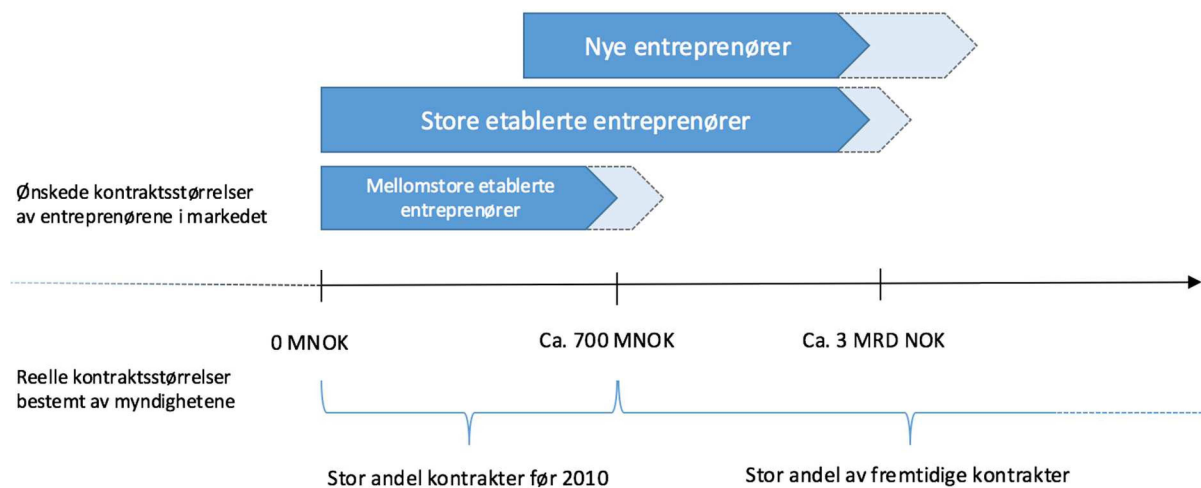 Nye entreprenører
Store etablerte entreprenører
Mellomstore etablerte
entreprenører
Ønskede kontraktsstørrelser
av entreprenørene i markedet
0 MNOK
Ca. 700 MNOK
Ca. 3 MRD NOK
Reelle kontraktsstørrelser
bestemt av myndighetene
Stor andel kontrakter før 2010
Stor andel av fremtidige kontrakter